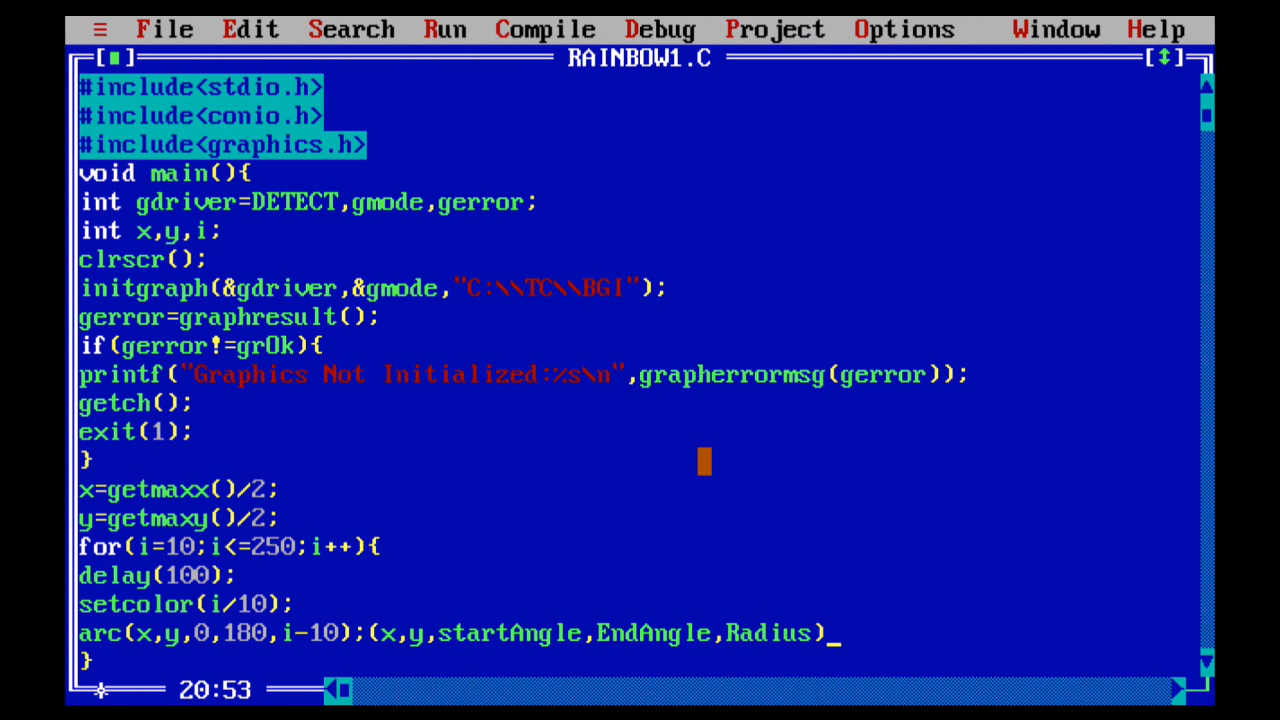 ≡ File Edit Search Run Compile Debug Project Options Window Help
[■] RAINBOW1.C [↕]
#include<stdio.h>
#include<conio.h>
#include<graphics.h>
void main(){
int gdriver=DETECT,gmode,gerror;
int x,y,i;
clrscr();
initgraph(&gdriver,&gmode,"C:\\TC\\BGI");
gerror=graphresult();
if(gerror!=grOk){
printf("Graphics Not Initialized:%s\n",grapherrormsg(gerror));
getch();
exit(1);
}
x=getmaxx()/2;
y=getmaxy()/2;
for(i=10;i<=250;i++){
delay(100);
setcolor(i/10);
arc(x,y,0,180,i-10);(x,y,startAngle,EndAngle,Radius)_
}
20:53